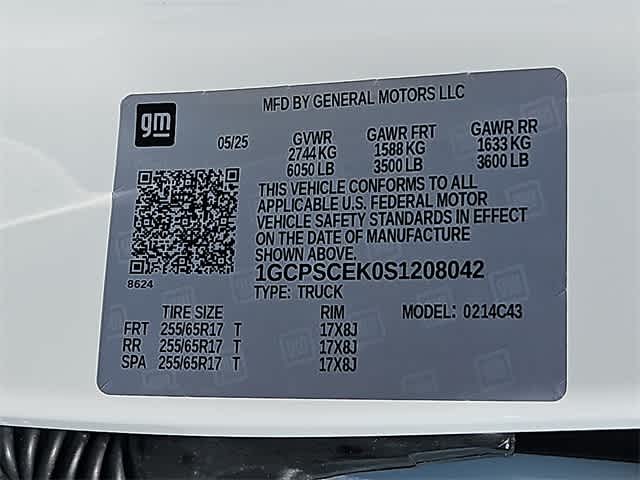 MFD BY GENERAL MOTORS LLC
gm
05/25 GVWR GAWR FRT GAWR RR
2744 KG 1588 KG 1633 KG
6050 LB 3500 LB 3600 LB
THIS VEHICLE CONFORMS TO ALL
APPLICABLE U.S. FEDERAL MOTOR
VEHICLE SAFETY STANDARDS IN EFFECT
ON THE DATE OF MANUFACTURE
SHOWN ABOVE.
1GCPSCEK0S1208042
8624
TYPE: TRUCK
TIRE SIZE RIM MODEL: 0214C43
FRT 255/65R17 T 17X8J
RR 255/65R17 T 17X8J
SPA 255/65R17 T 17X8J